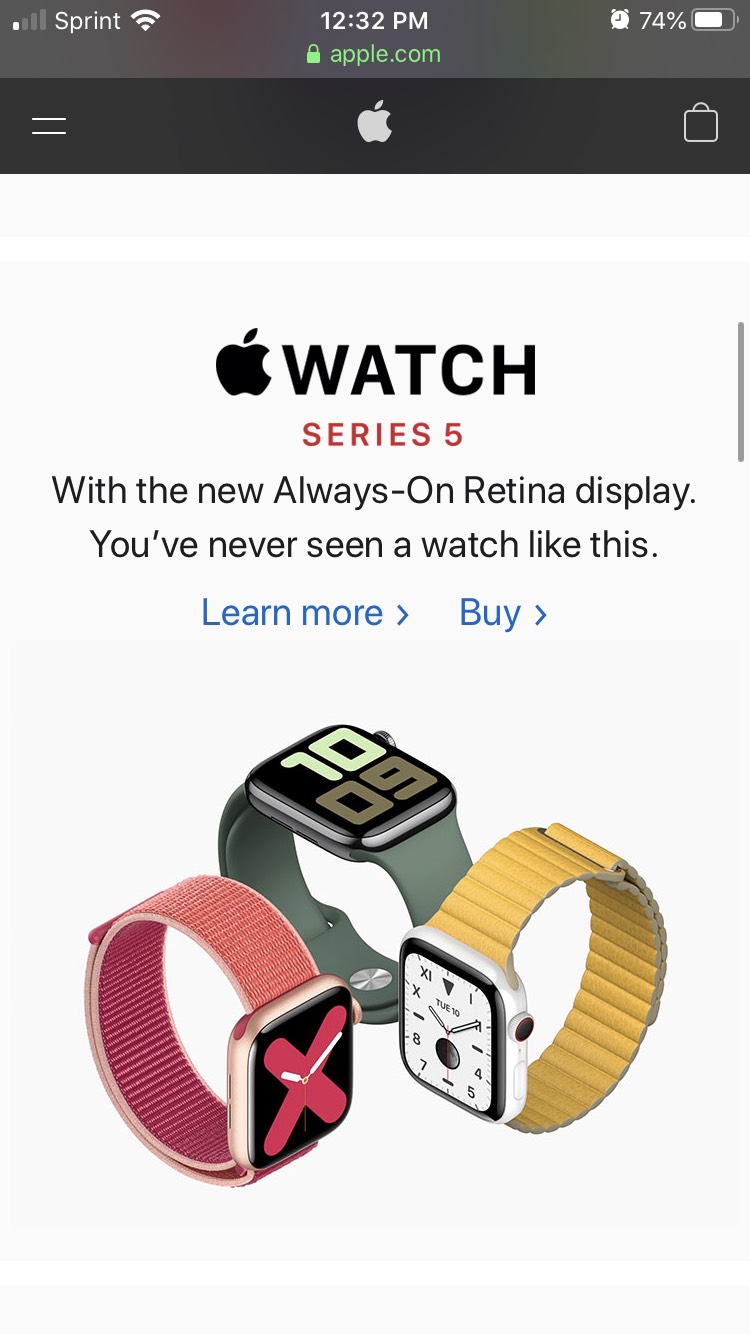 Sprint 12:32 PM 74%
apple.com
WATCH
SERIES 5
With the new Always-On Retina display.
You’ve never seen a watch like this.
Learn more › Buy ›
10
09
XI I
X TUE 10
8 4
7 5